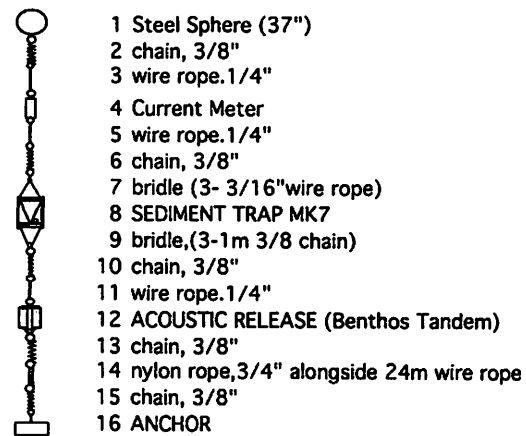 1 Steel Sphere (37")
2 chain, 3/8"
3 wire rope.1/4"
4 Current Meter
5 wire rope.1/4"
6 chain, 3/8"
7 bridle (3- 3/16"wire rope)
8 SEDIMENT TRAP MK7
9 bridle,(3-1m 3/8 chain)
10 chain, 3/8"
11 wire rope.1/4"
12 ACOUSTIC RELEASE (Benthos Tandem)
13 chain, 3/8"
14 nylon rope,3/4" alongside 24m wire rope
15 chain, 3/8"
16 ANCHOR